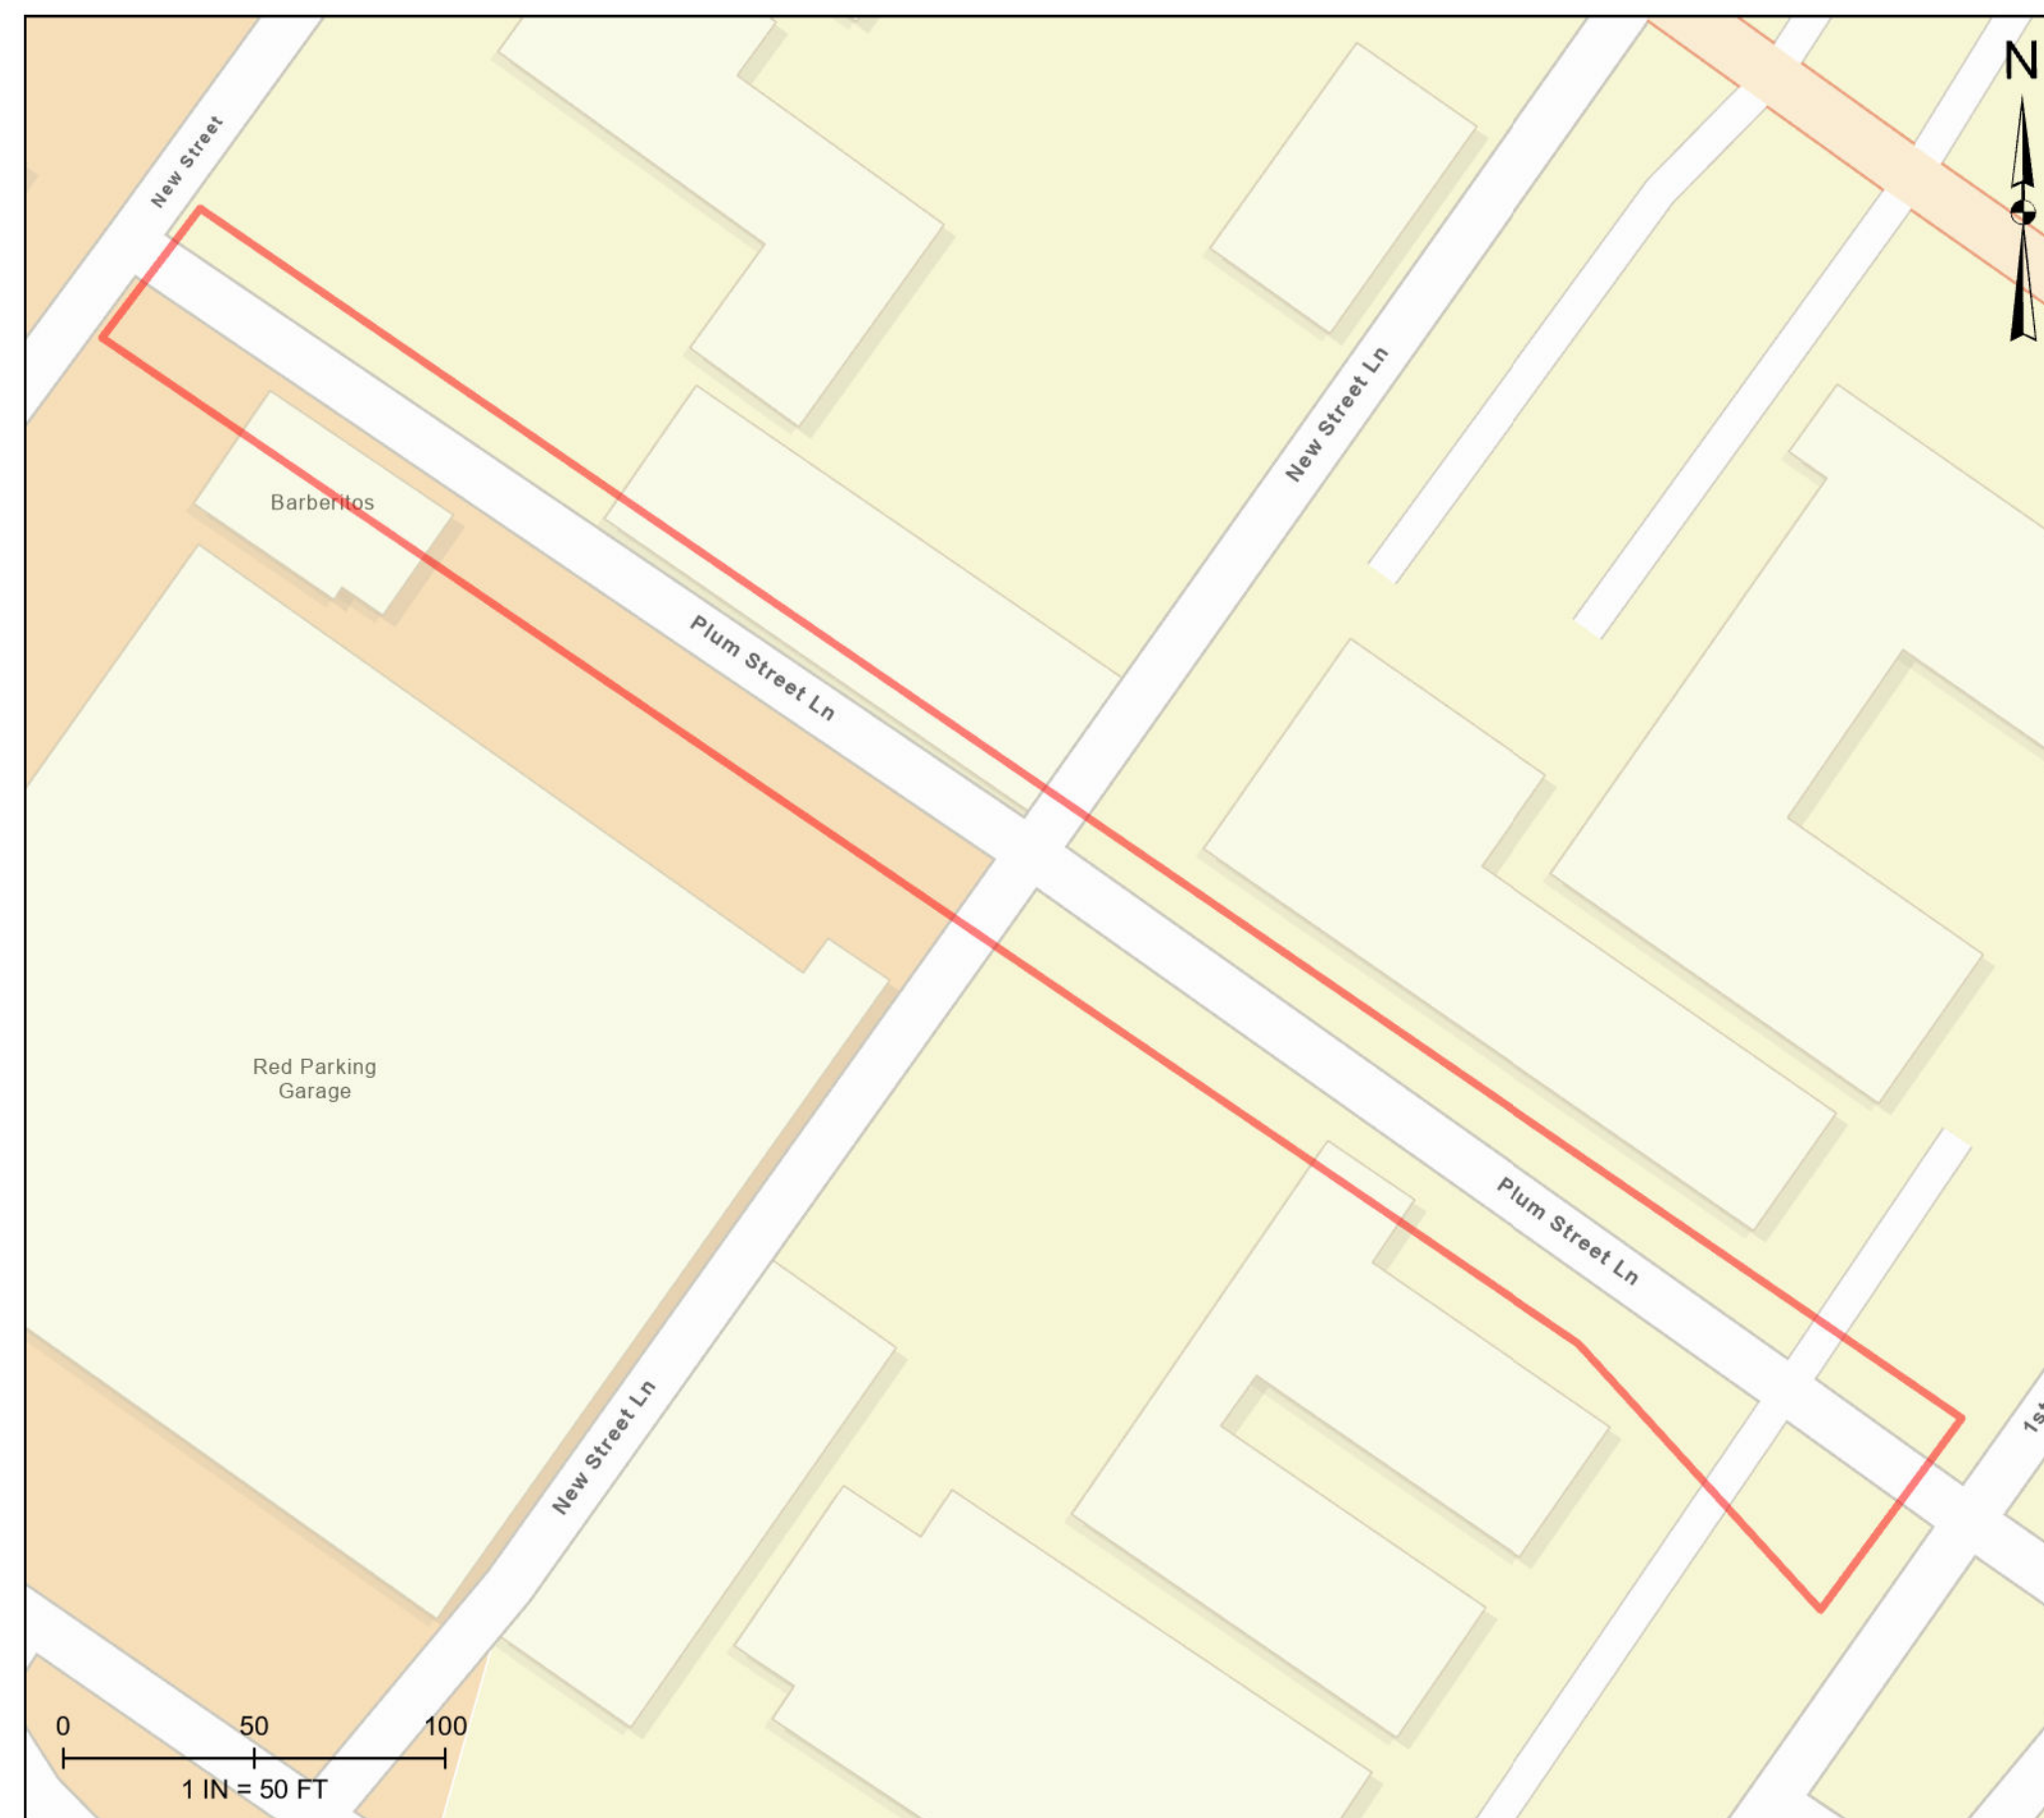 N
New Street
New Street Ln
Barberitos
Plum Street Ln
Red Parking
Garage
Plum Street Ln
New Street Ln
1st
0 50 100
1 IN = 50 FT